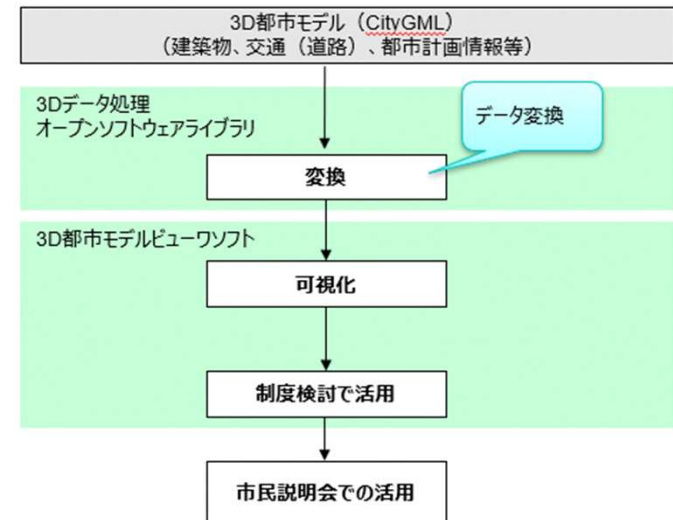 3D都市モデル（CityGML）
（建築物、交通（道路）、都市計画情報等）
3Dデータ処理
オープンソフトウェアライブラリ
データ変換
変換
3D都市モデルビューワソフト
可視化
制度検討で活用
市民説明会での活用